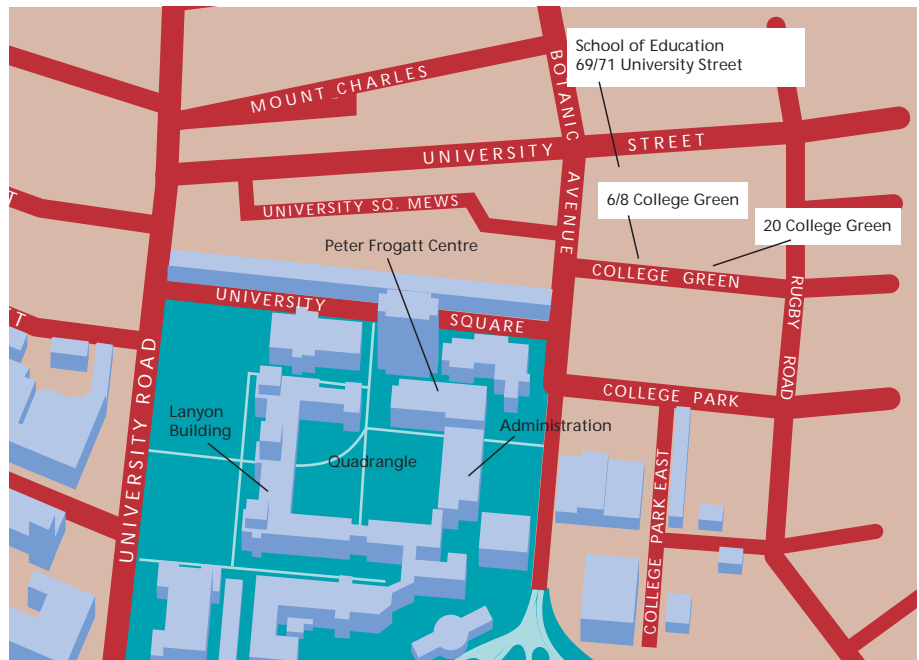 School of Education
69/71 University Street
BOTANIC
AVENUE
MOUNT CHARLES
UNIVERSITY
STREET
6/8 College Green
UNIVERSITY SQ. MEWS
20 College Green
Peter Frogatt Centre
COLLEGE GREEN
UNIVERSITY
SQUARE
RUGBY
ROAD
UNIVERSITY ROAD
COLLEGE PARK
Lanyon
Building
Administration
Quadrangle
COLLEGE PARK EAST